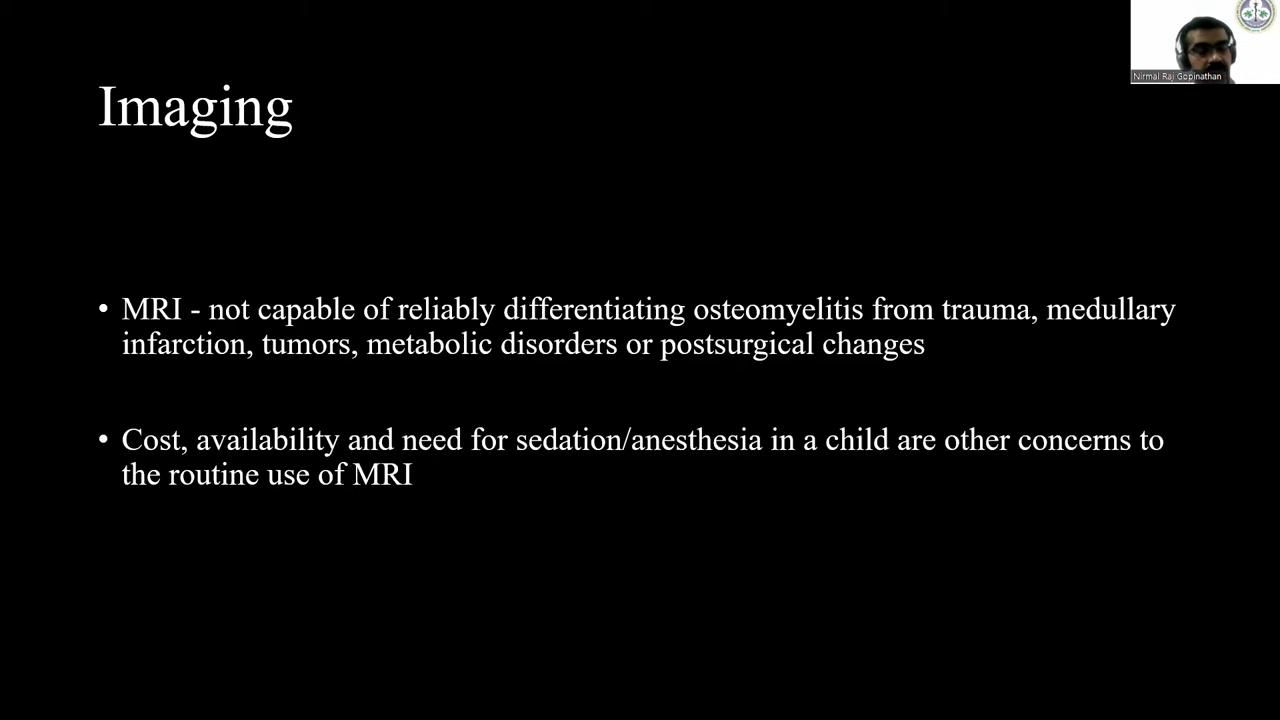 Nirmal Raj Gopinathan
Imaging
• MRI - not capable of reliably differentiating osteomyelitis from trauma, medullary
infarction, tumors, metabolic disorders or postsurgical changes
• Cost, availability and need for sedation/anesthesia in a child are other concerns to
the routine use of MRI